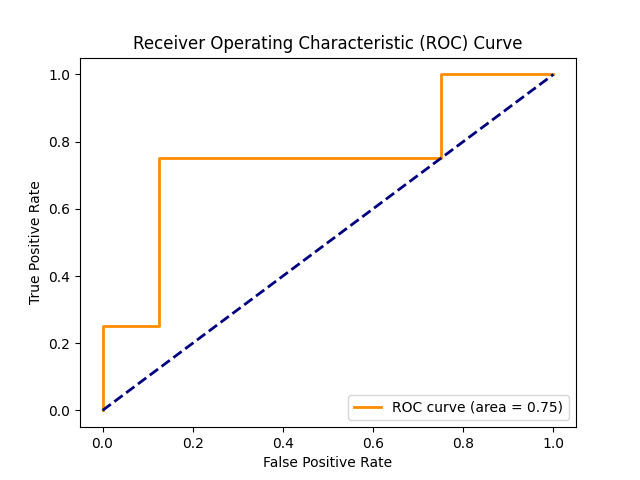 Receiver Operating Characteristic (ROC) Curve
True Positive Rate
1.0
0.8
0.6
0.4
0.2
0.0
ROC curve (area = 0.75)
0.0 0.2 0.4 0.6 0.8 1.0
False Positive Rate